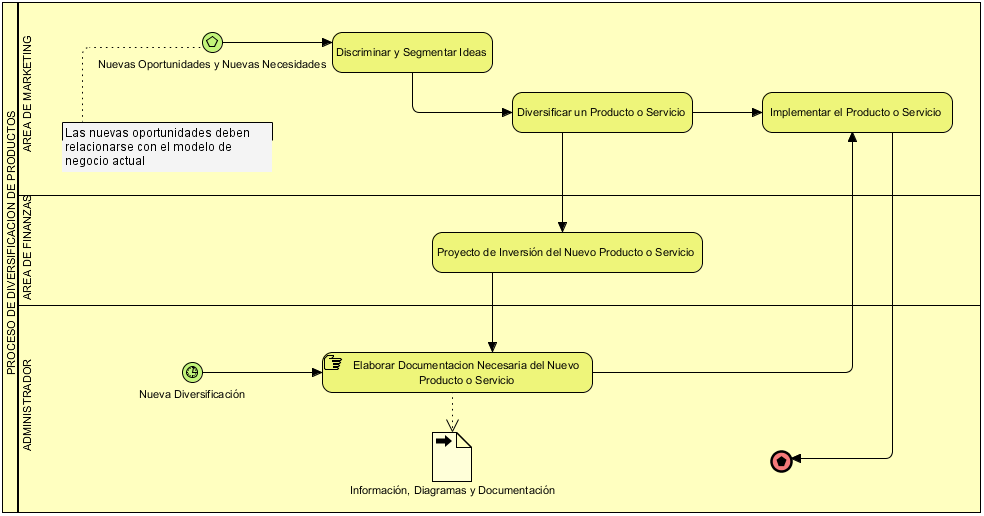 PROCESO DE DIVERSIFICACION DE PRODUCTOS
AREA DE MARKETING
Nuevas Oportunidades y Nuevas Necesidades
Discriminar y Segmentar Ideas
Diversificar un Producto o Servicio
Implementar el Producto o Servicio
Las nuevas oportunidades deben
relacionarse con el modelo de
negocio actual
AREA DE FINANZAS
Proyecto de Inversión del Nuevo Producto o Servicio
ADMINISTRADOR
Nueva Diversificación
Elaborar Documentacion Necesaria del Nuevo
Producto o Servicio
Información, Diagramas y Documentación